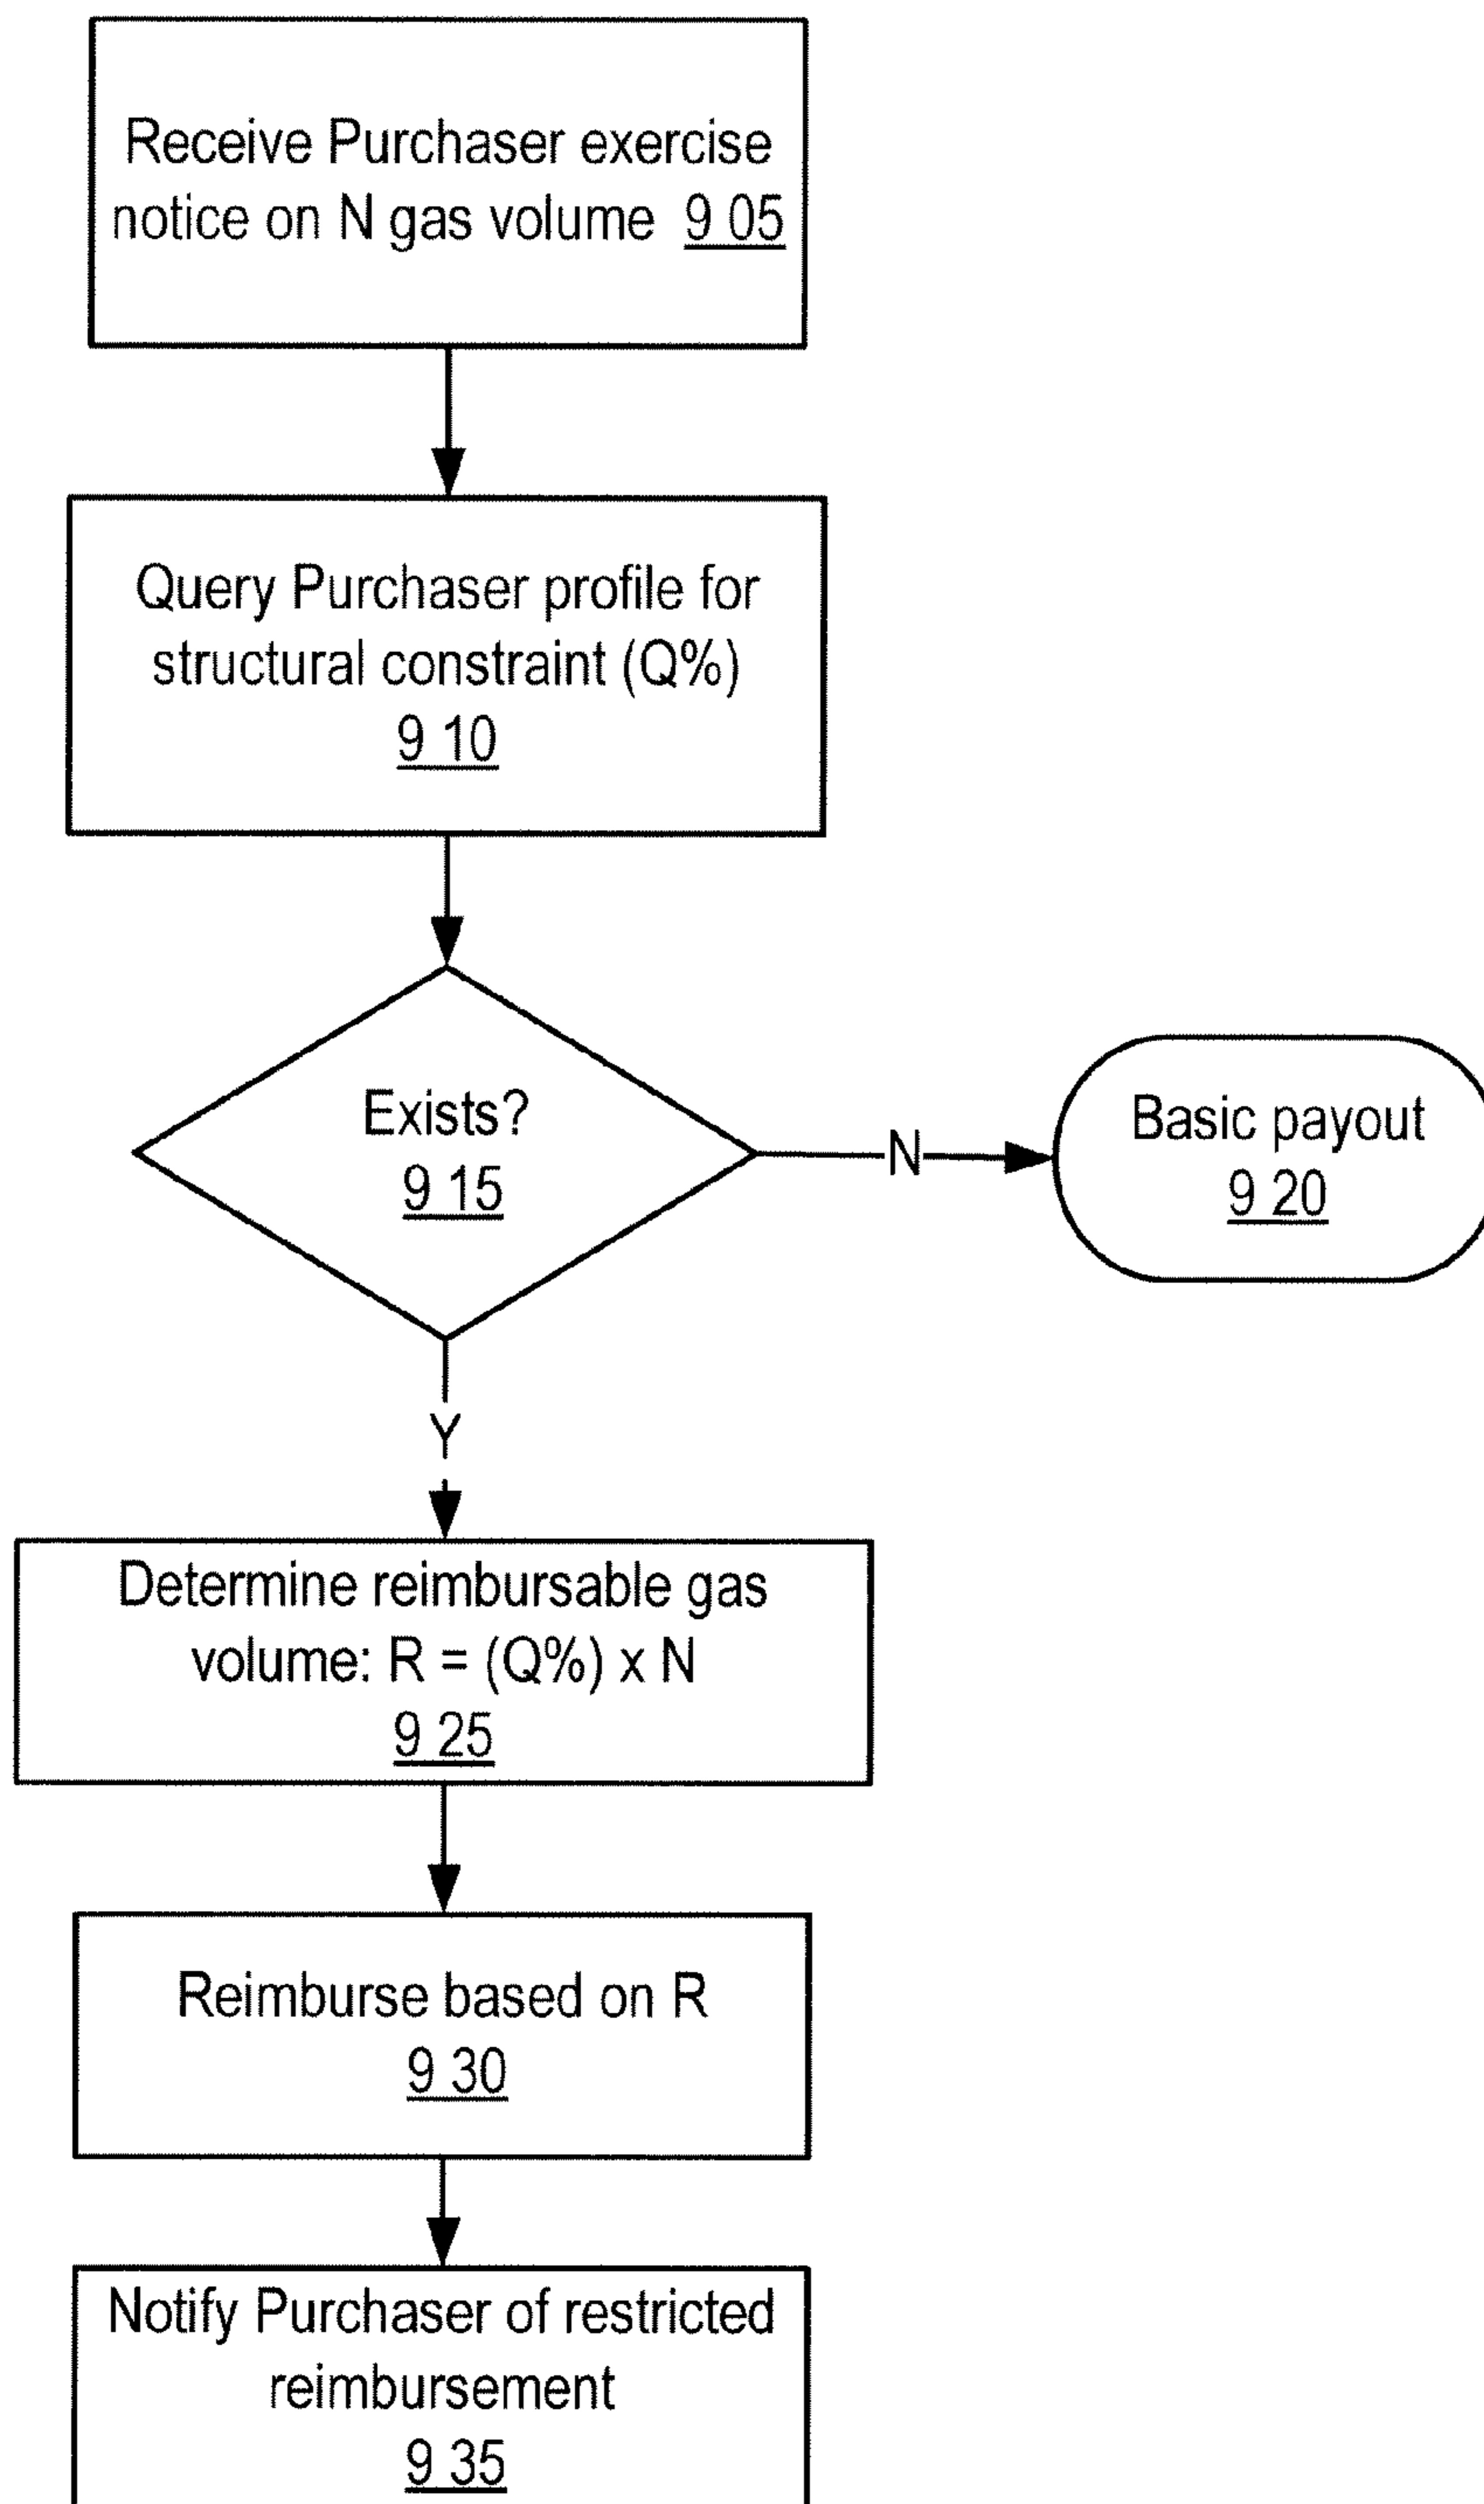 Receive Purchaser exercise
notice on N gas volume 9 05
Query Purchaser profile for
structural constraint (Q%)
9 10
Exists?
9 15
N
Basic payout
9 20
Y
Determine reimbursable gas
volume: R = (Q%) x N
9 25
Reimburse based on R
9 30
Notify Purchaser of restricted
reimbursement
9 35